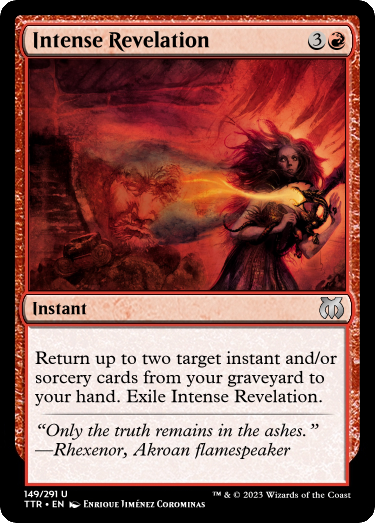 Intense Revelation 3
Instant
Return up to two target instant and/or
sorcery cards from your graveyard to
your hand. Exile Intense Revelation.
“Only the truth remains in the ashes.”
—Rhexenor, Akroan flamespeaker
149/291 U
TTR • EN Enrique Jiménez Corominas
™ & © 2023 Wizards of the Coast